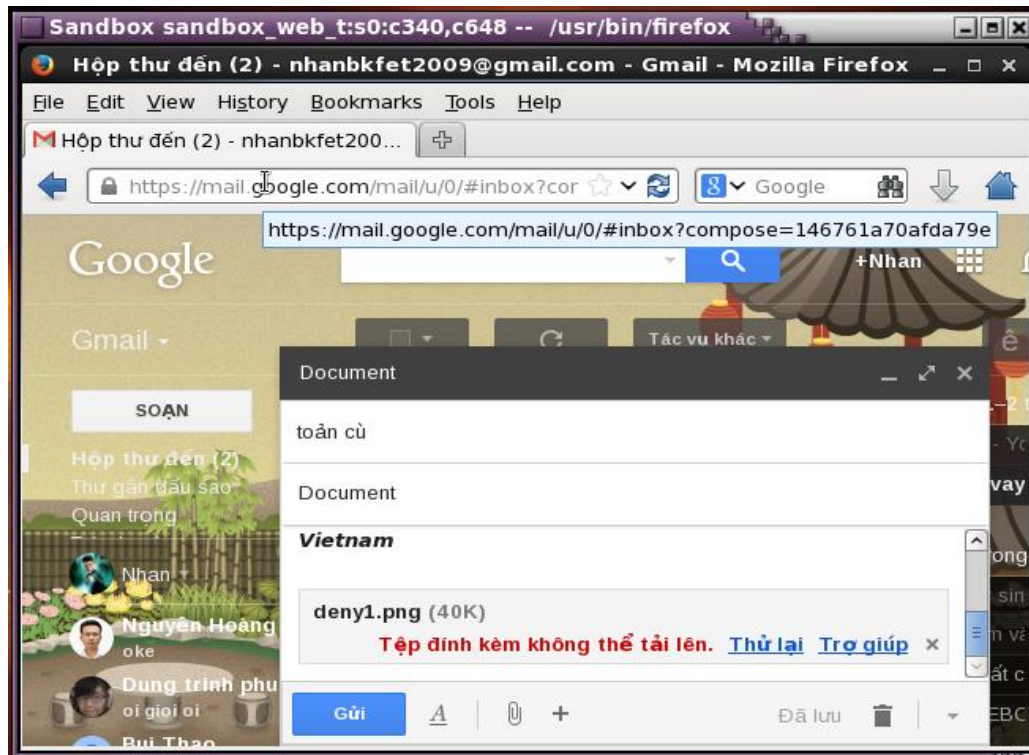 Sandbox sandbox_web_t:s0:c340,c648 -- /usr/bin/firefox
Hộp thư đến (2) - nhanbkfet2009@gmail.com - Gmail - Mozilla Firefox
File Edit View History Bookmarks Tools Help
Hộp thư đến (2) - nhanbkfet200...
https://mail.google.com/mail/u/0/#inbox?cor
Google
https://mail.google.com/mail/u/0/#inbox?compose=146761a70afda79e
Google
+Nhan
Gmail
Tác vụ khác
Document
SOẠN
toản cù
Hộp thư đến (2)
Thư gắn dấu sao
Document
Quan trọng
vay
Vietnam
Nhan
deny1.png (40K)
sin
Tệp đính kèm không thể tải lên. Thử lại Trợ giúp
Nguyễn Hoàng
oke
Dung trinh phu
oi gioi oi
Gửi
Đã lưu
EBC
Bui Thao